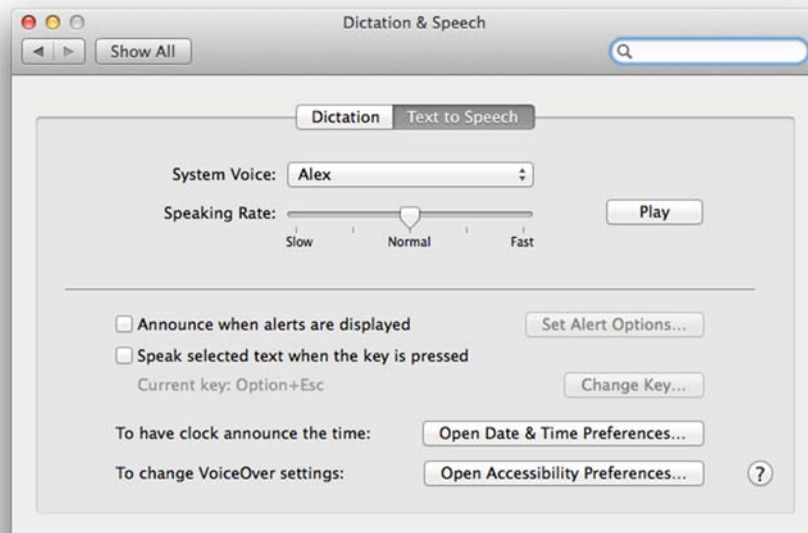 Dictation & Speech
Show All
Dictation Text to Speech
System Voice: Alex
Speaking Rate: Play
Slow Normal Fast
Announce when alerts are displayed Set Alert Options...
Speak selected text when the key is pressed
Current key: Option+Esc Change Key...
To have clock announce the time: Open Date & Time Preferences...
To change VoiceOver settings: Open Accessibility Preferences... ?